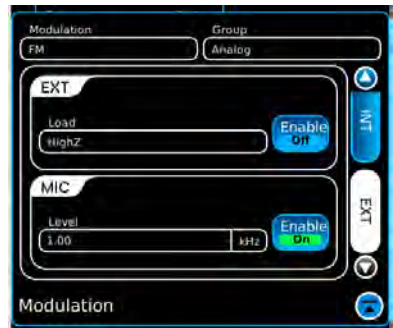 Modulation Group
FM Analog
EXT
Load
HighZ
Enable
Off
INT
MIC
Level
1.00 kHz
Enable
On
EXT
Modulation